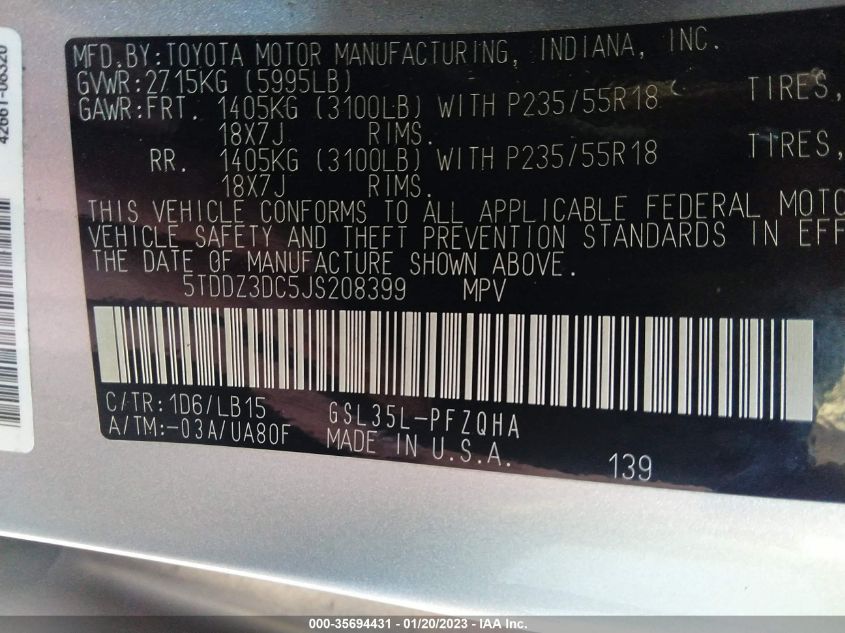 42661-08320
MFD.BY:TOYOTA MOTOR MANUFACTURING, INDIANA, INC.
GVWR:2715KG (5995LB)
GAWR:FRT. 1405KG (3100LB) WITH P235/55R18 TIRES,
18X7J RIMS.
RR. 1405KG (3100LB) WITH P235/55R18 TIRES,
18X7J RIMS.
THIS VEHICLE CONFORMS TO ALL APPLICABLE FEDERAL MOTO
VEHICLE SAFETY AND THEFT PREVENTION STANDARDS IN EFF
THE DATE OF MANUFACTURE SHOWN ABOVE.
5TDDZ3DC5JS208399 MPV
C/TR:1D6/LB15 GSL35L-PFZQHA
A/TM:-03A/UA80F MADE IN U.S.A.
139
000-35694431 - 01/20/2023 - IAA Inc.